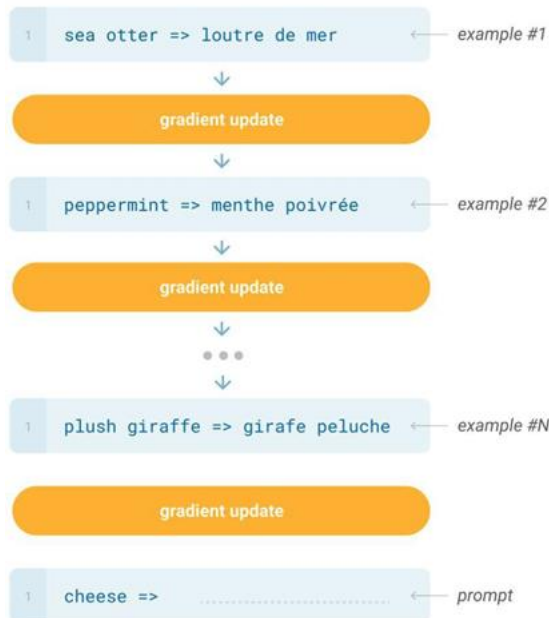 1 sea otter => loutre de mer example #1
gradient update
1 peppermint => menthe poivrée example #2
gradient update
1 plush giraffe => girafe peluche example #N
gradient update
1 cheese => prompt